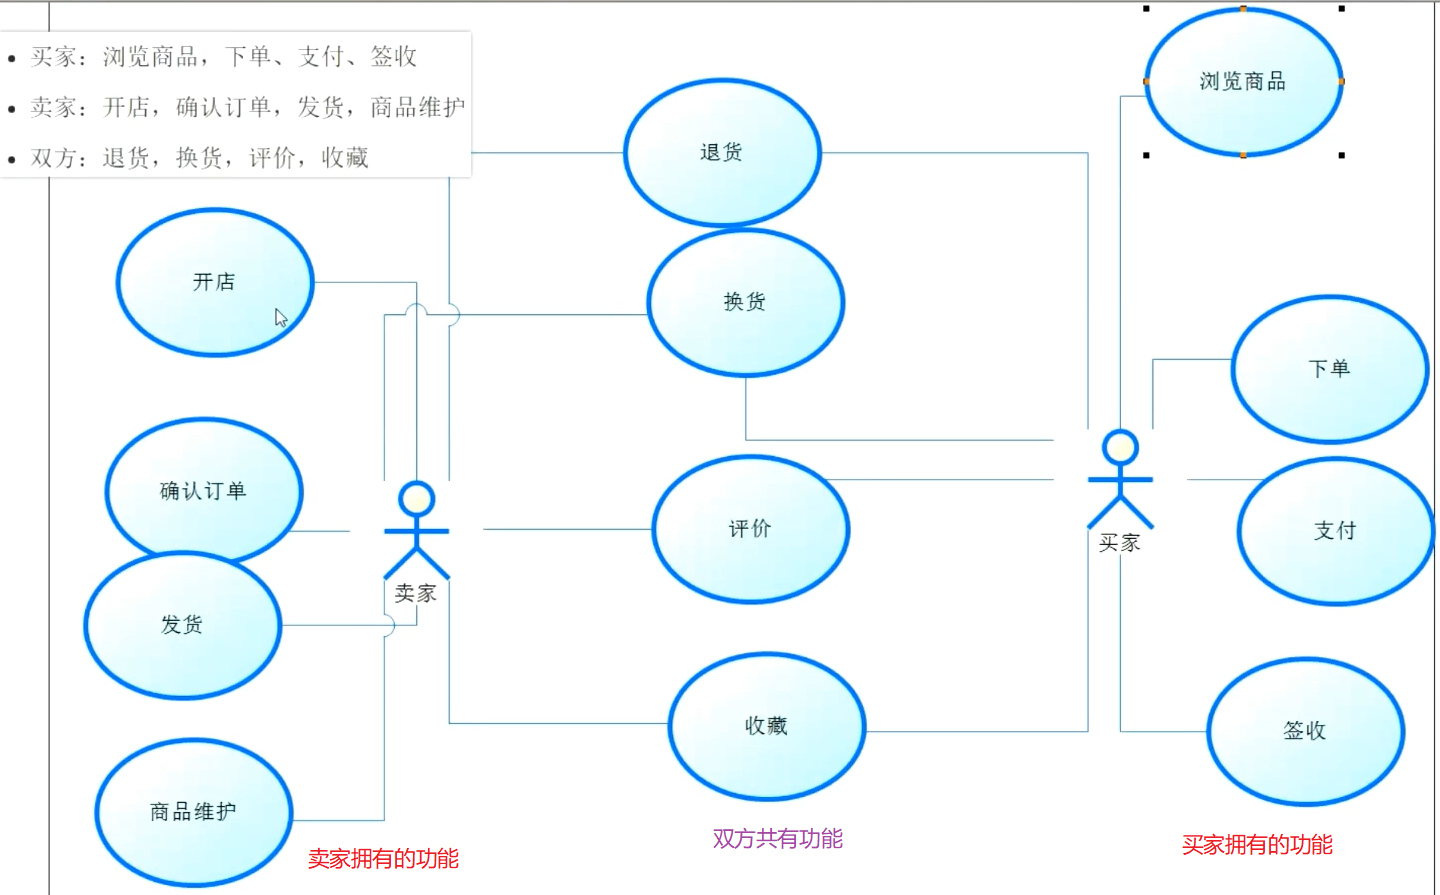 买家：浏览商品，下单、支付、签收
卖家：开店，确认订单，发货，商品维护
双方：退货，换货，评价，收藏
浏览商品
退货
开店
换货
下单
确认订单
评价
支付
买家
卖家
发货
收藏
签收
商品维护
双方共有功能
买家拥有的功能
卖家拥有的功能